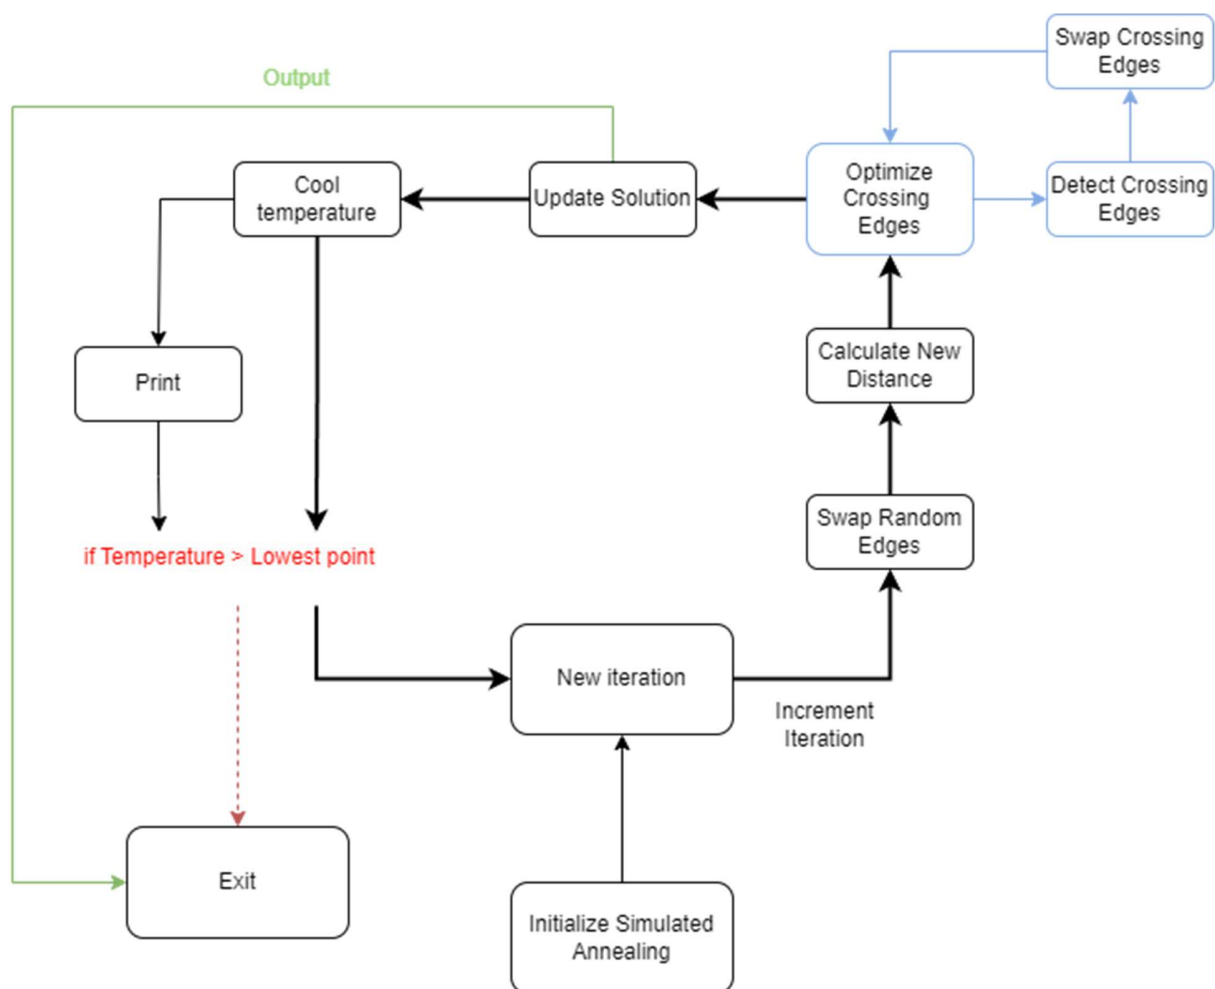 Swap Crossing
Edges
Output
Cool
temperature
Update Solution
Optimize
Crossing
Edges
Detect Crossing
Edges
Print
Calculate New
Distance
Swap Random
Edges
if Temperature > Lowest point
New iteration
Increment
Iteration
Exit
Initialize Simulated
Annealing